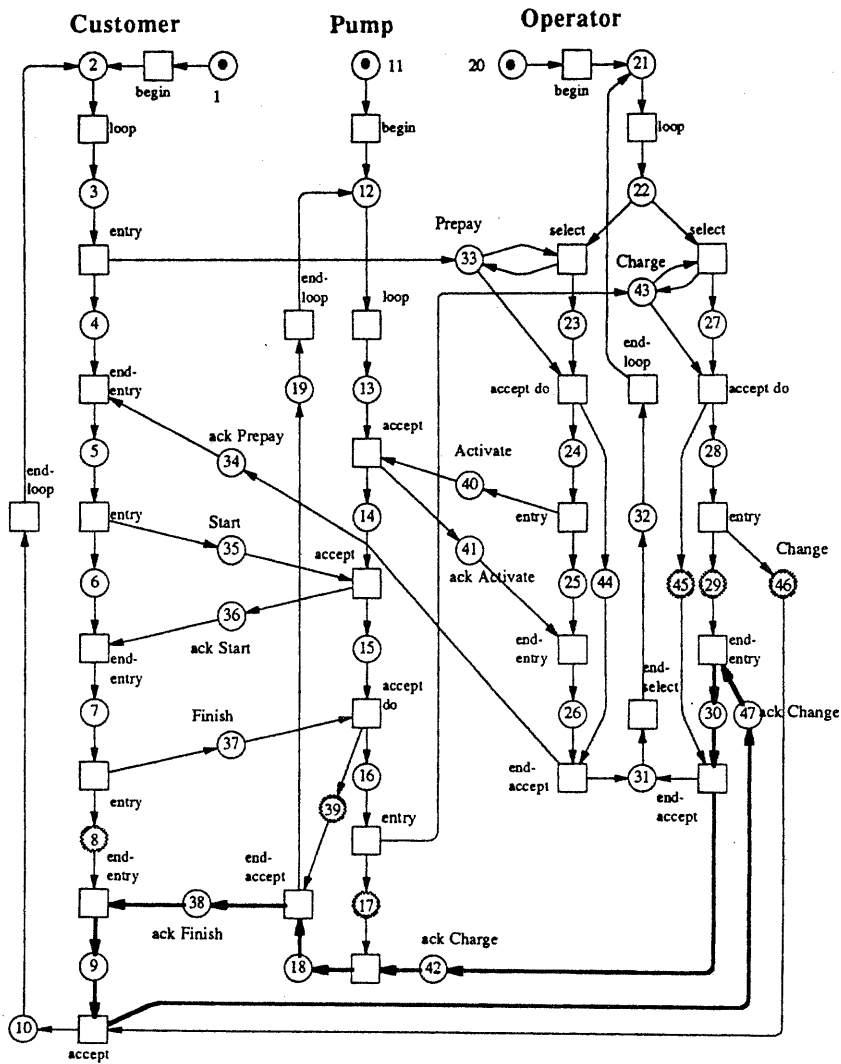 Customer Pump Operator
2 begin 1 11 20 begin 21
loop begin loop
3 12 22
entry Prepay select select
33 Charge 43
end-loop loop
4 23 end-loop 27
end-entry 19 13 accept do accept do
ack Prepay accept
5 34 Activate 24 28
end-loop 40
entry Start 14 entry 32 entry
35 accept 41 Change
6 36 ack Activate 25 44 45 29 46
ack Start
end-entry 15 end-entry end-select end-entry
accept do
7 Finish 26 30 47 ack Change
37 16 end-accept 31 end-accept
entry 39
8 entry
end-entry end-accept
38 17
ack Finish ack Charge
9 18 42
10
accept